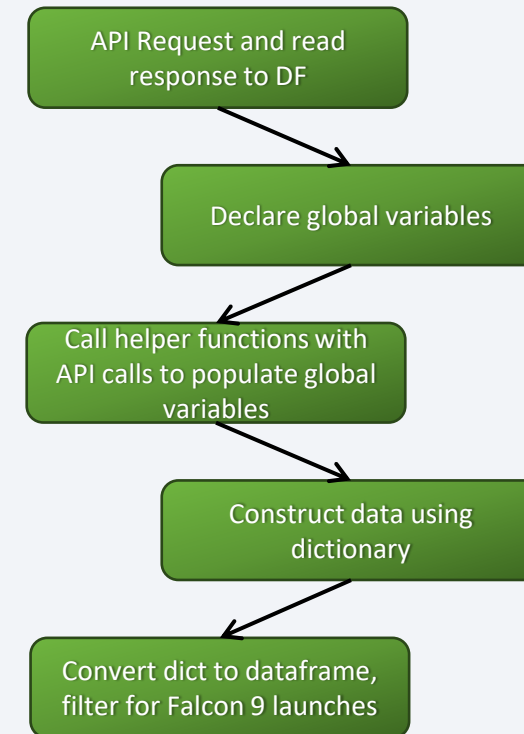 API Request and read
response to DF
Declare global variables
Call helper functions with
API calls to populate global
variables
Construct data using
dictionary
Convert dict to dataframe,
filter for Falcon 9 launches